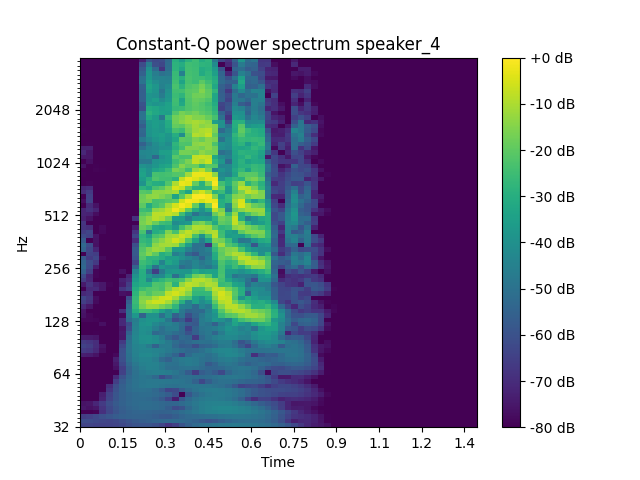 Constant-Q power spectrum speaker_4
Hz
2048
1024
512
256
128
64
32
0 0.15 0.3 0.45 0.6 0.75 0.9 1.1 1.2 1.4
Time
+0 dB
-10 dB
-20 dB
-30 dB
-40 dB
-50 dB
-60 dB
-70 dB
-80 dB